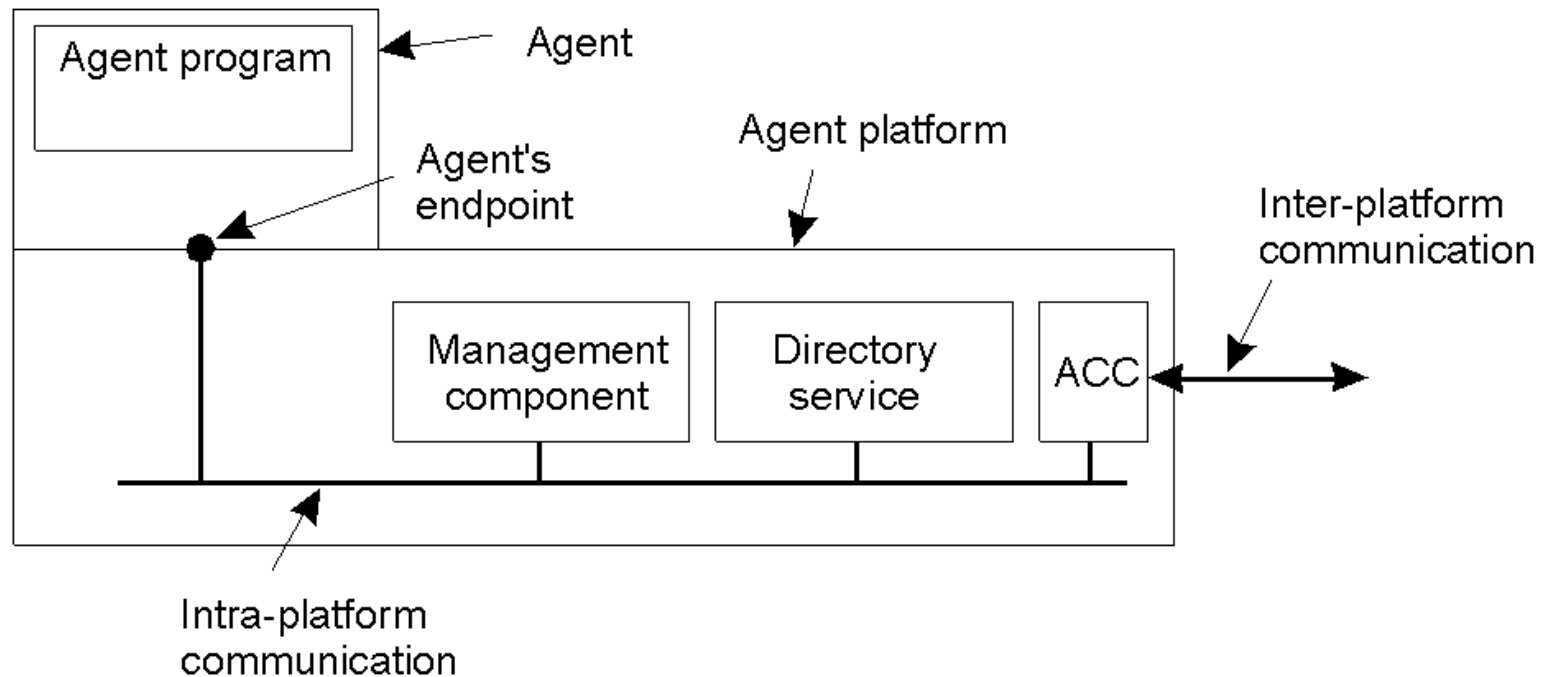 Agent program
Agent
Agent platform
Agent's
endpoint
Inter-platform
communication
Management
component
Directory
service
ACC
Intra-platform
communication